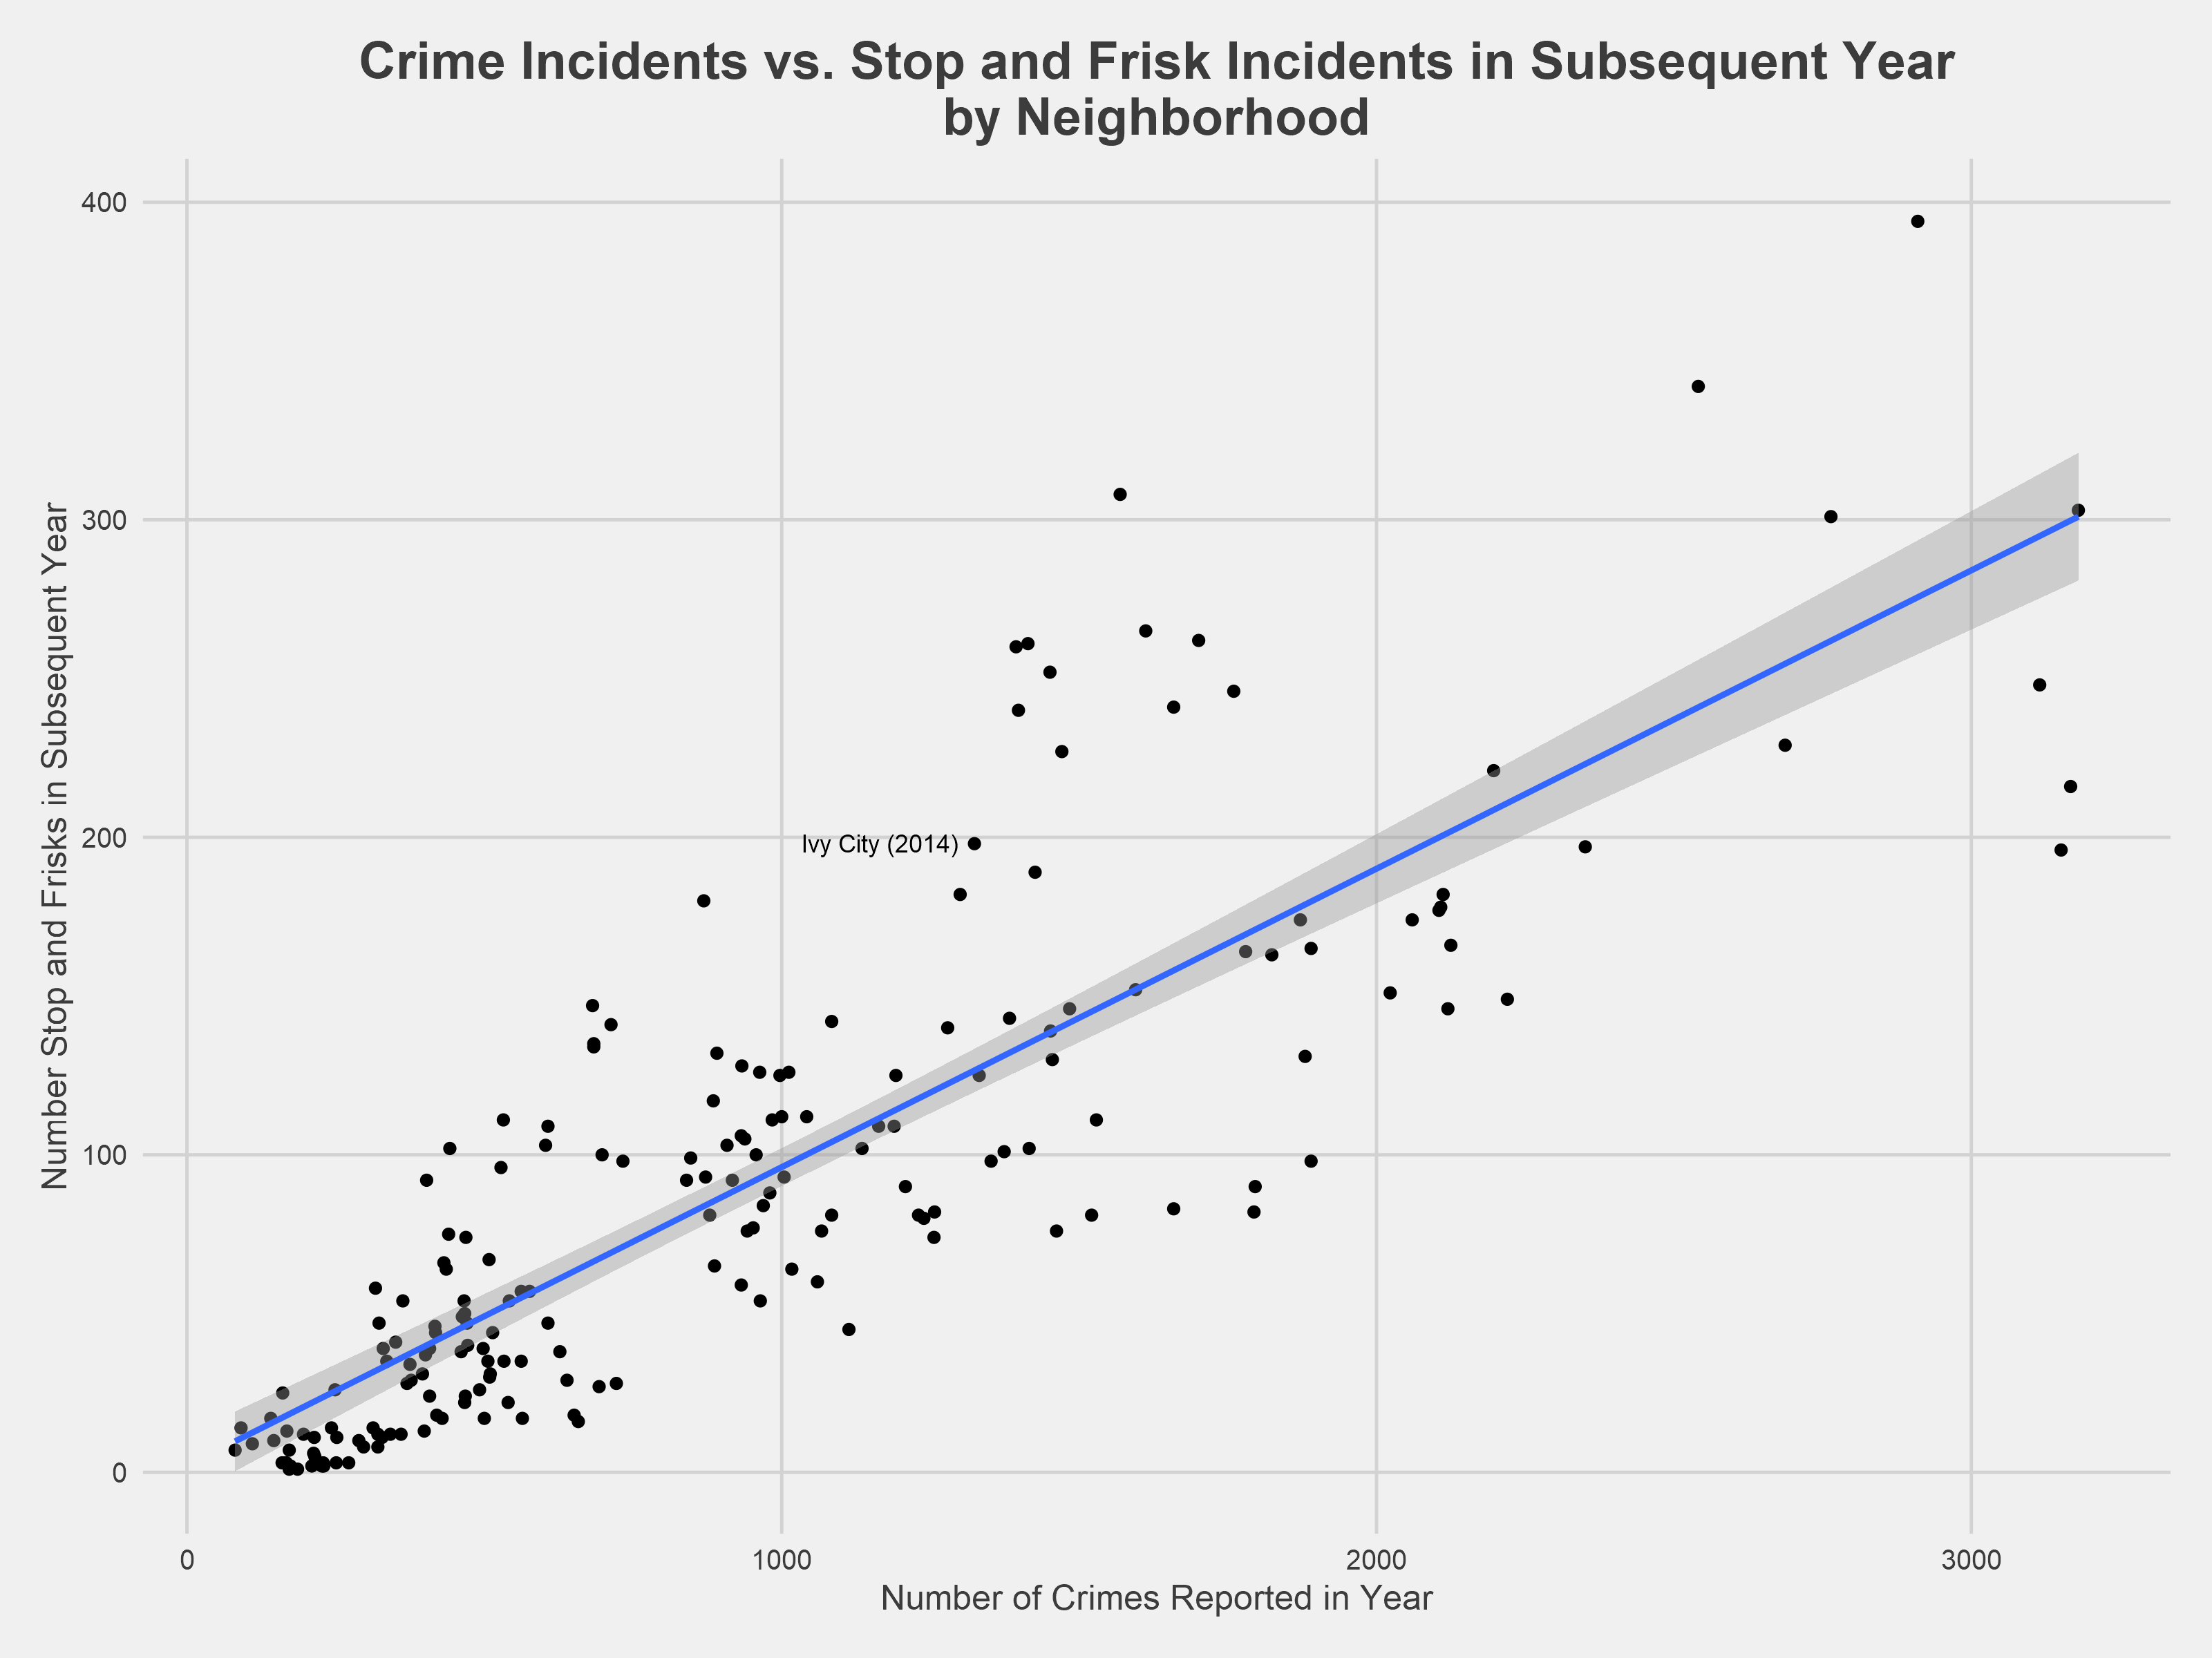 Crime Incidents vs. Stop and Frisk Incidents in Subsequent Year
by Neighborhood
Number Stop and Frisks in Subsequent Year
400
300
200
100
0
Ivy City (2014)
0 1000 2000 3000
Number of Crimes Reported in Year